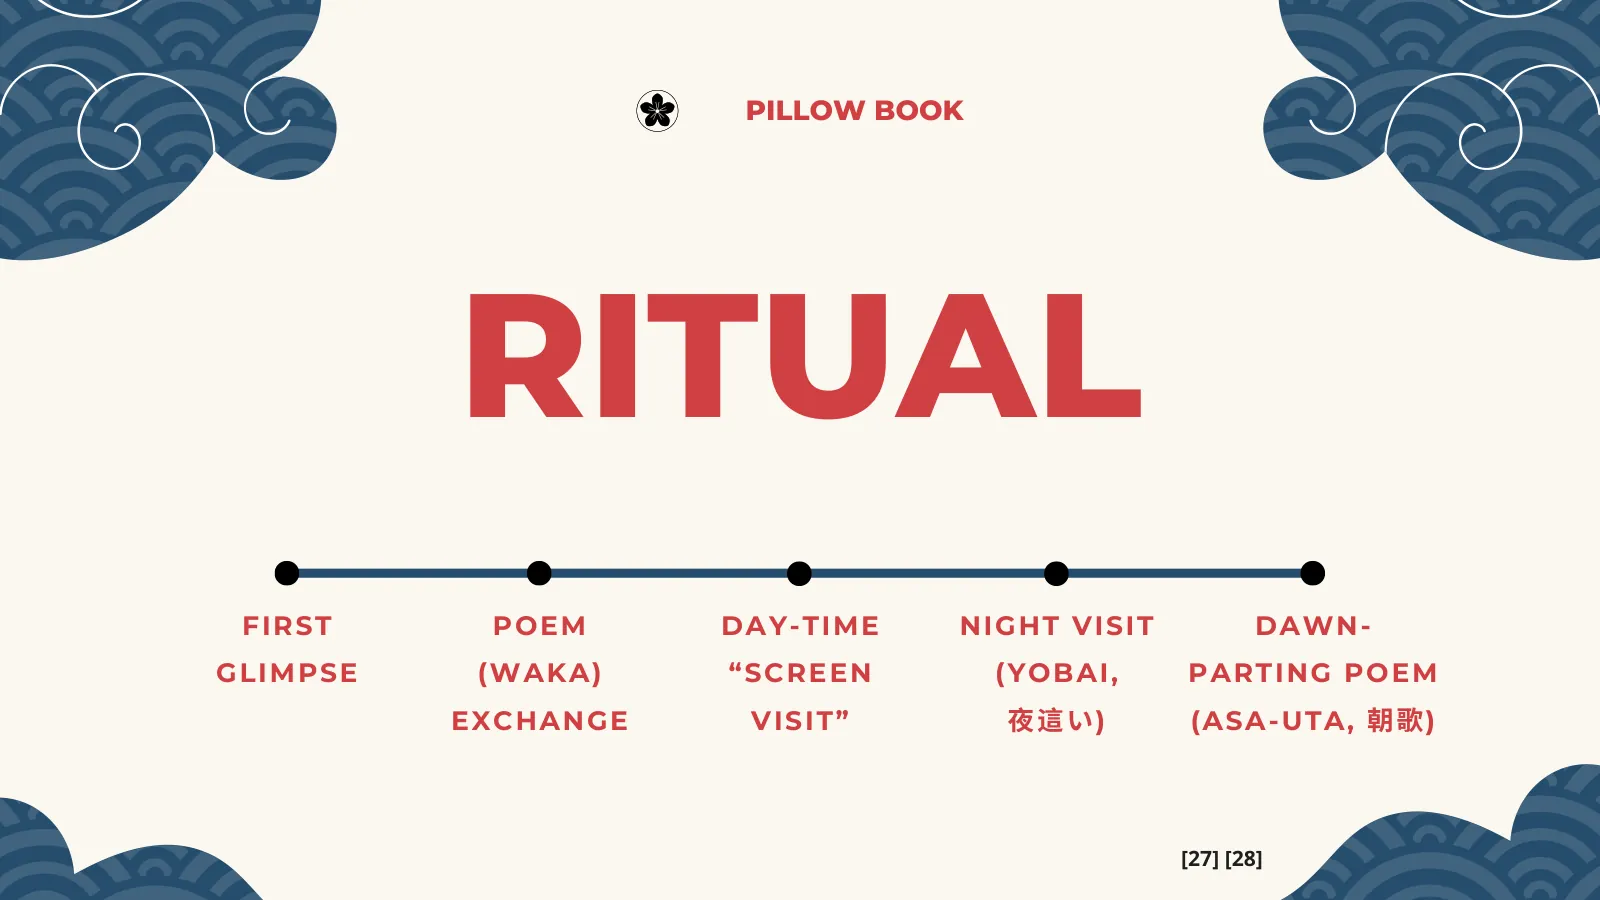 PILLOW BOOK
RITUAL
FIRST
GLIMPSE
POEM
(WAKA)
EXCHANGE
DAY-TIME
“SCREEN
VISIT”
NIGHT VISIT
(YOBAI,
夜這い)
DAWN-
PARTING POEM
(ASA-UTA, 朝歌)
[27] [28]